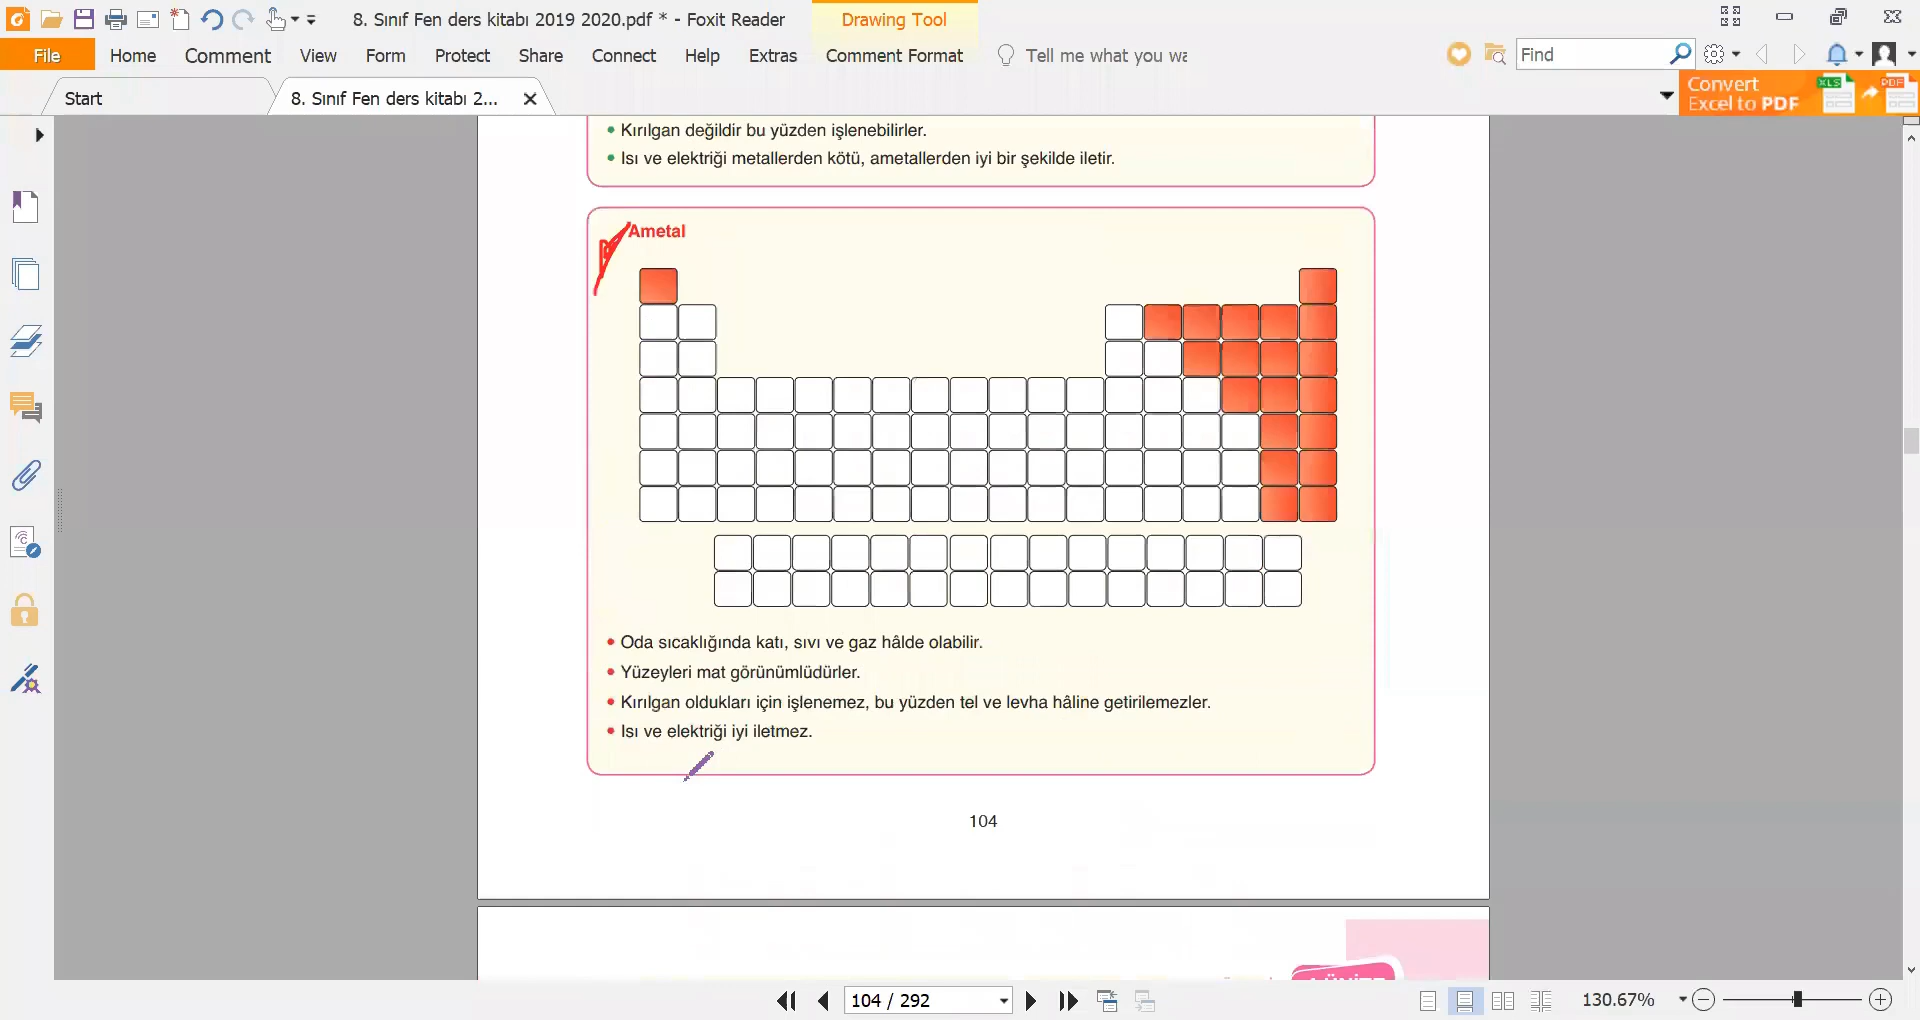 8. Sınıf Fen ders kitabı 2019 2020.pdf * - Foxit Reader
Drawing Tool
File Home Comment View Form Protect Share Connect Help Extras Comment Format Tell me what you wa
Find
Start
8. Sınıf Fen ders kitabı 2...
Convert
Excel to PDF
XLS
PDF
• Kırılgan değildir bu yüzden işlenebilirler.
• Isı ve elektriği metallerden kötü, ametallerden iyi bir şekilde iletir.
Ametal
• Oda sıcaklığında katı, sıvı ve gaz hâlde olabilir.
• Yüzeyleri mat görünümlüdürler.
• Kırılgan oldukları için işlenemez, bu yüzden tel ve levha hâline getirilemezler.
• Isı ve elektriği iyi iletmez.
104
104 / 292
130.67%